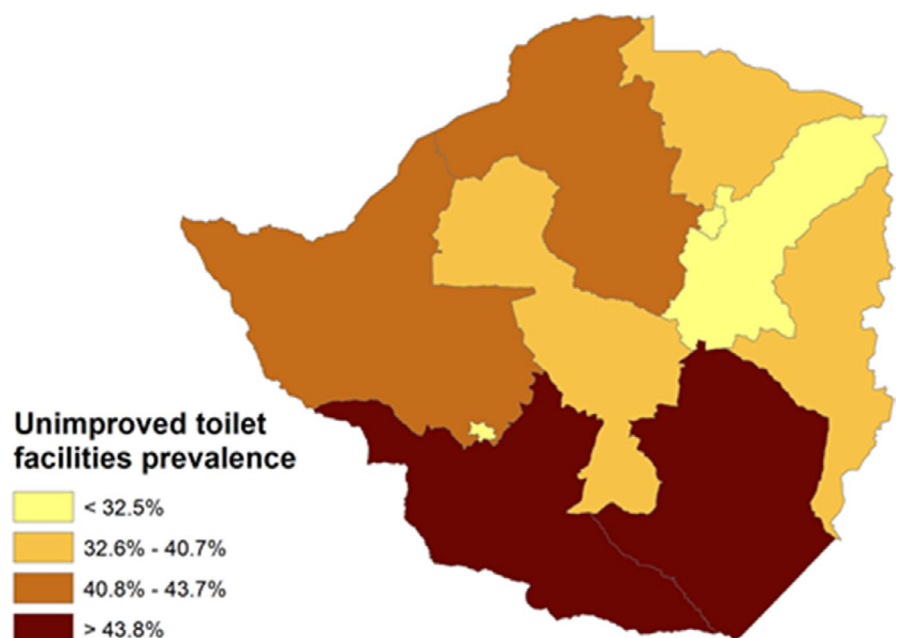 Unimproved toilet
facilities prevalence
< 32.5%
32.6% - 40.7%
40.8% - 43.7%
> 43.8%